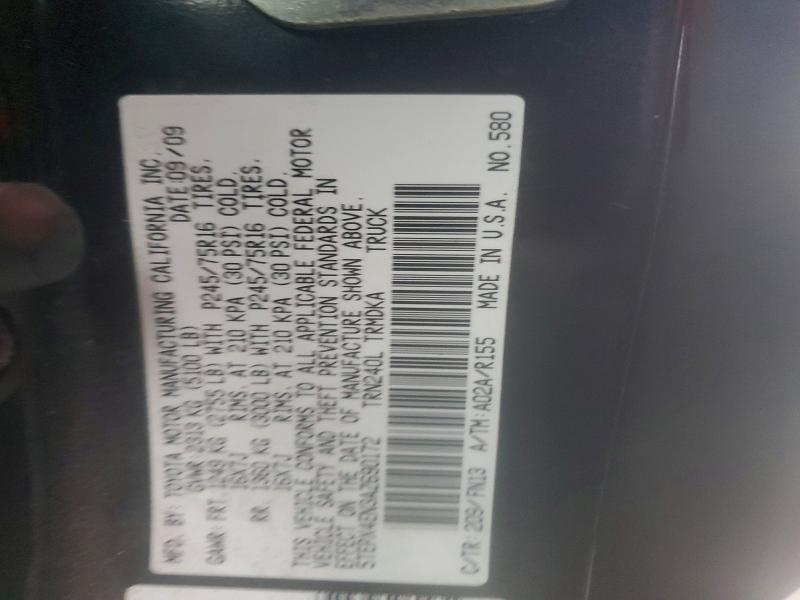 MFD. BY: TOYOTA MOTOR MANUFACTURING CALIFORNIA INC.
GVWR 2313 KG (5100 LB) DATE: 09/09
GAWR: FRT. 1249 KG (2755 LB) WITH P245/75R16 TIRES,
16X7J RIMS, AT 210 KPA (30 PSI) COLD.
RR. 1360 KG (3000 LB) WITH P245/75R16 TIRES,
16X7J RIMS, AT 210 KPA (30 PSI) COLD.
THIS VEHICLE CONFORMS TO ALL APPLICABLE FEDERAL MOTOR
VEHICLE SAFETY AND THEFT PREVENTION STANDARDS IN
EFFECT ON THE DATE OF MANUFACTURE SHOWN ABOVE.
TRN240L TRMDKA TRUCK
C/TR: 209/FN13 A/TM: A02A/R155 MADE IN U.S.A. NO. 580